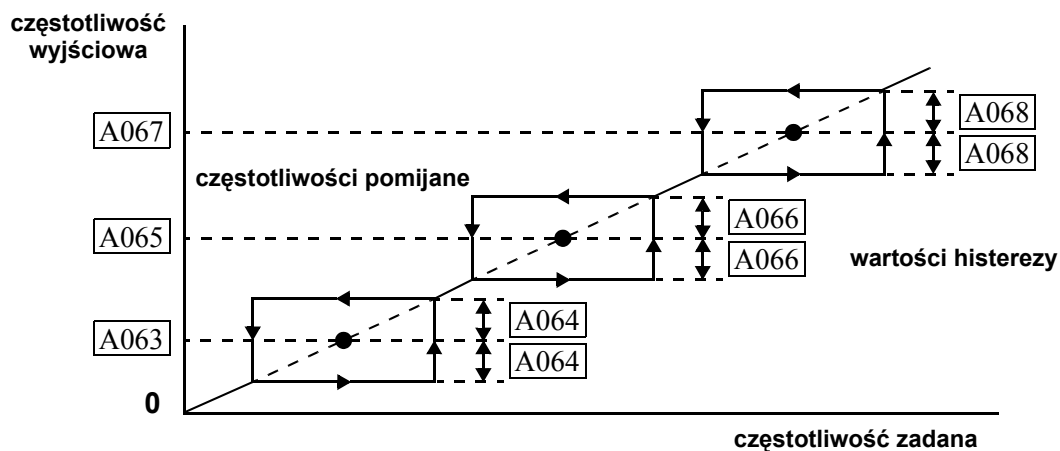 częstotliwość
wyjściowa
A067
A068
A068
częstotliwości pomijane
A065
A066
A066
wartości histerezy
A063
A064
A064
0
częstotliwość zadana